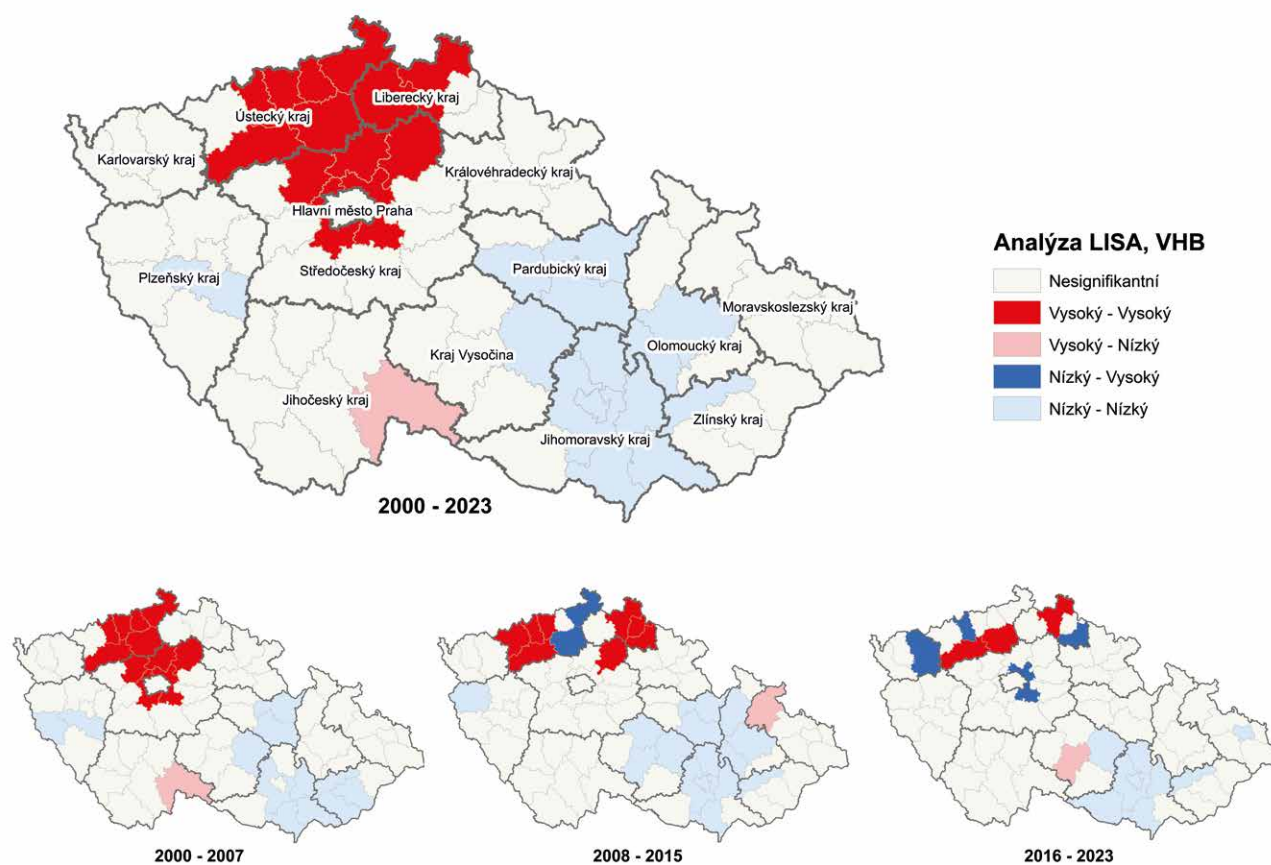 Liberecký kraj
Ústecký kraj
Karlovarský kraj
Královéhradecký kraj
Hlavní město Praha
Středočeský kraj
Plzeňský kraj
Pardubický kraj
Moravskoslezský kraj
Olomoucký kraj
Kraj Vysočina
Jihočeský kraj
Zlínský kraj
Jihomoravský kraj
2000 - 2023
Analýza LISA, VHB
Nesignifikantní
Vysoký - Vysoký
Vysoký - Nízký
Nízký - Vysoký
Nízký - Nízký
2000 - 2007
2008 - 2015
2016 - 2023